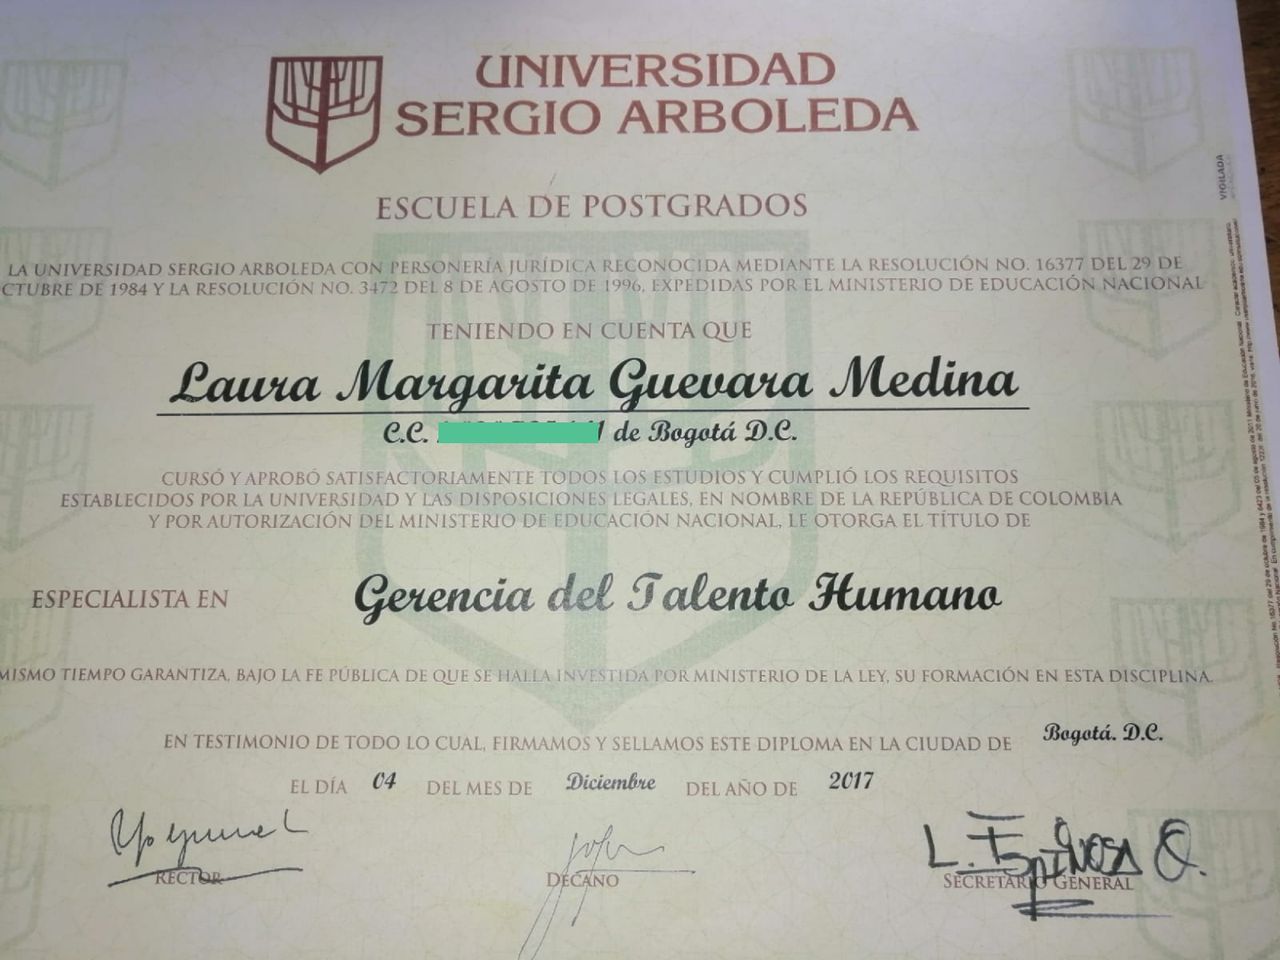 UNIVERSIDAD
SERGIO ARBOLEDA
ESCUELA DE POSTGRADOS
LA UNIVERSIDAD SERGIO ARBOLEDA CON PERSONERÍA JURÍDICA RECONOCIDA MEDIANTE LA RESOLUCIÓN NO. 16377 DEL 29 DE
CTUBRE DE 1984 Y LA RESOLUCIÓN NO. 3472 DEL 8 DE AGOSTO DE 1996, EXPEDIDAS POR EL MINISTERIO DE EDUCACIÓN NACIONAL
TENIENDO EN CUENTA QUE
Laura Margarita Guevara Medina
C.C. de Bogotá D.C.
CURSÓ Y APROBÓ SATISFACTORIAMENTE TODOS LOS ESTUDIOS Y CUMPLIÓ LOS REQUISITOS
ESTABLECIDOS POR LA UNIVERSIDAD Y LAS DISPOSICIONES LEGALES, EN NOMBRE DE LA REPÚBLICA DE COLOMBIA
Y POR AUTORIZACIÓN DEL MINISTERIO DE EDUCACIÓN NACIONAL, LE OTORGA EL TÍTULO DE
ESPECIALISTA EN Gerencia del Talento Humano
MISMO TIEMPO GARANTIZA, BAJO LA FE PÚBLICA DE QUE SE HALLA INVESTIDA POR MINISTERIO DE LA LEY, SU FORMACIÓN EN ESTA DISCIPLINA.
EN TESTIMONIO DE TODO LO CUAL, FIRMAMOS Y SELLAMOS ESTE DIPLOMA EN LA CIUDAD DE Bogotá. D.C.
EL DÍA 04 DEL MES DE Diciembre DEL AÑO DE 2017
L. Espinosa O.
RECTOR DECANO SECRETARIO GENERAL
VIGILADA